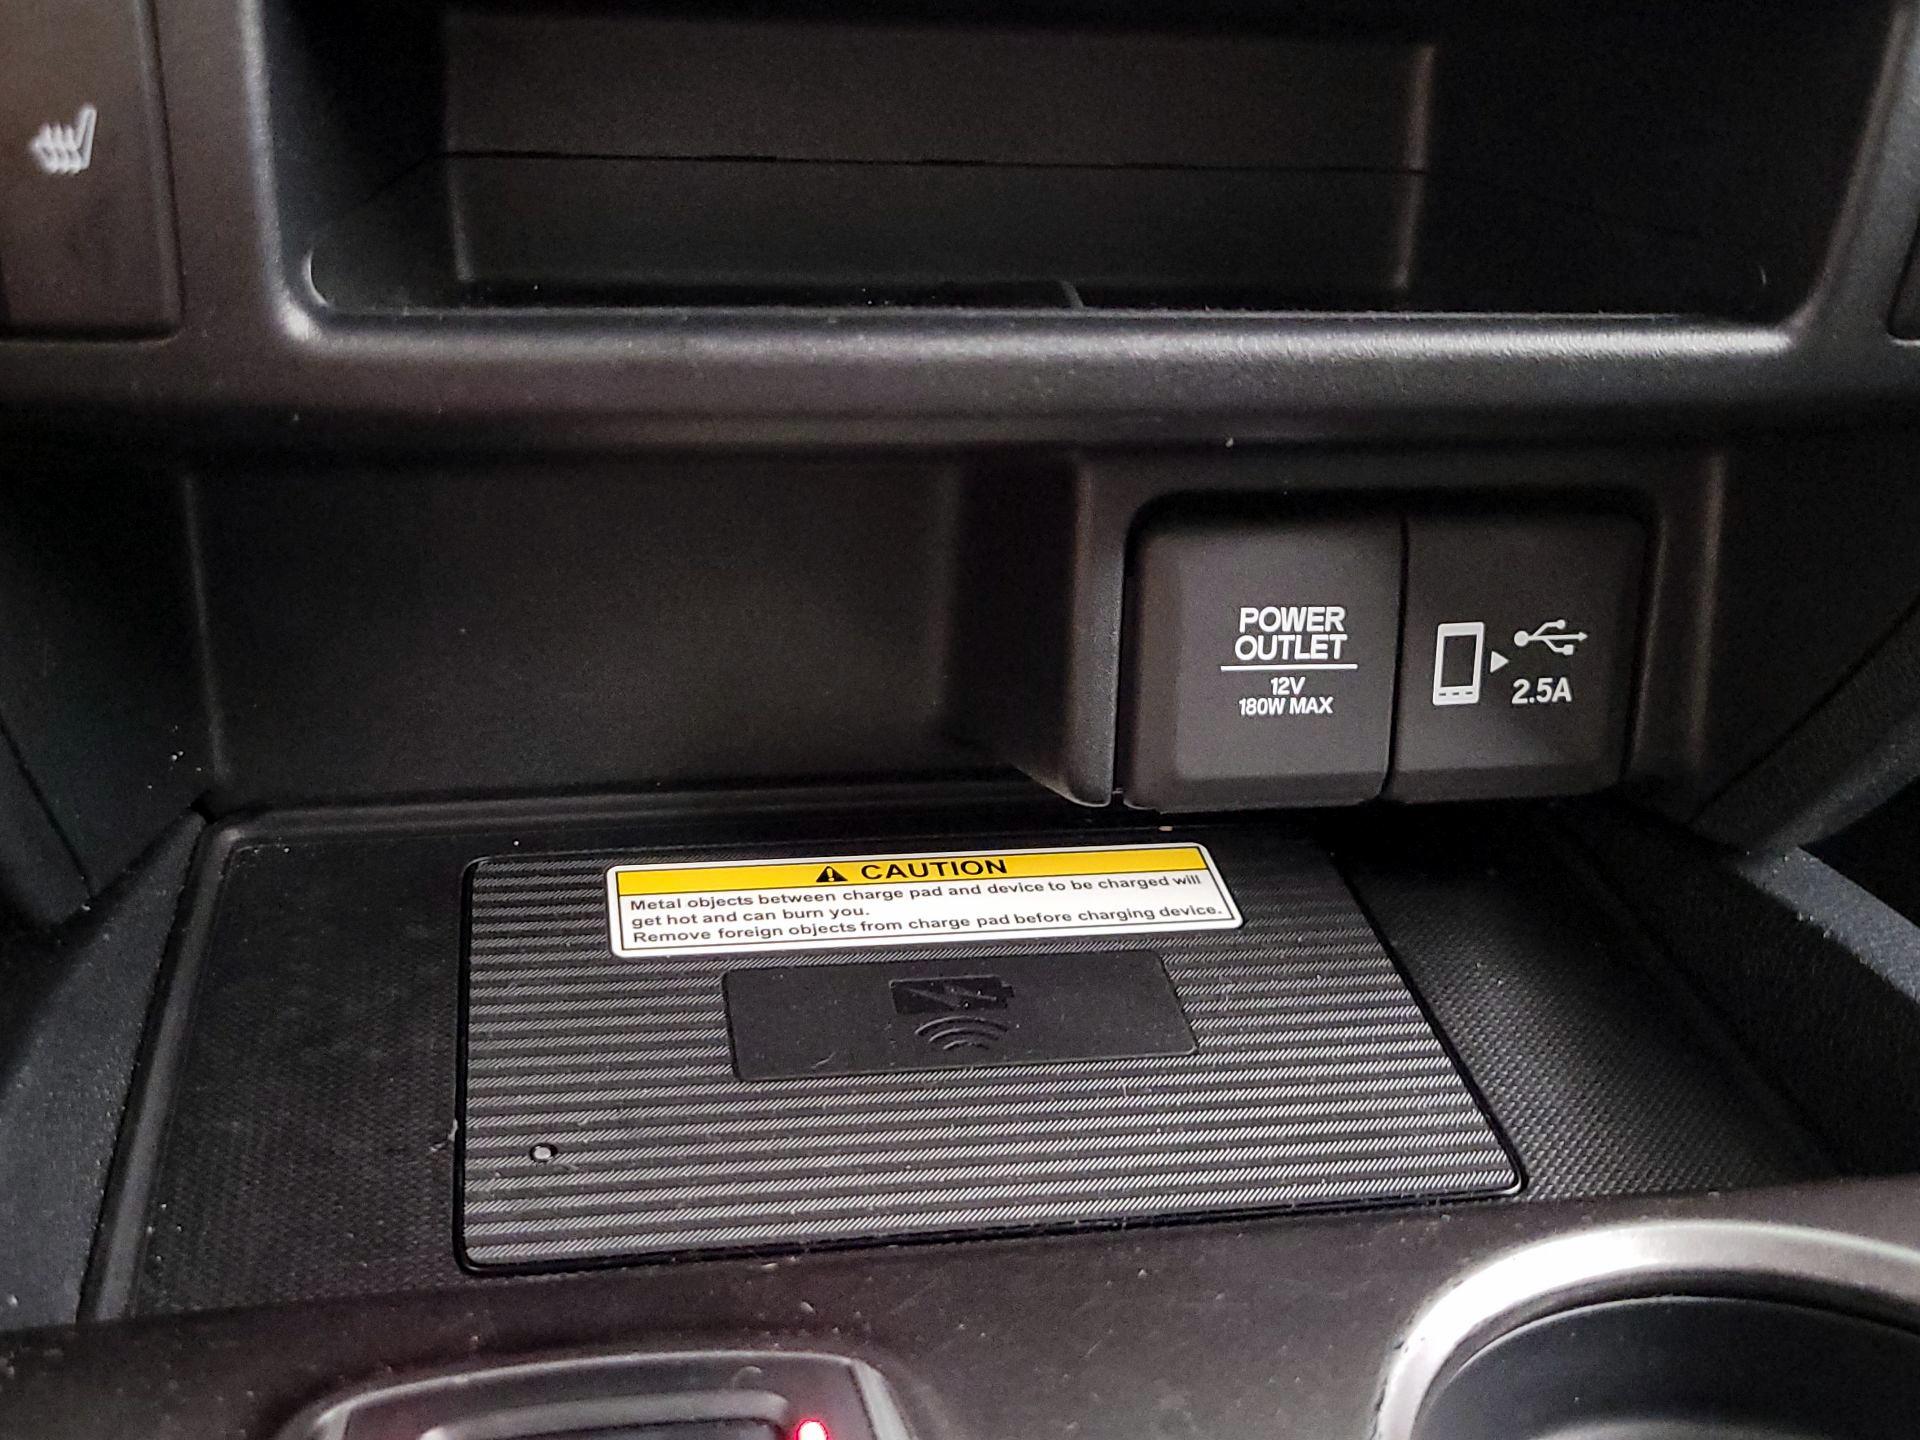 POWER
OUTLET
12V
180W MAX
2.5A
CAUTION
Metal objects between charge pad and device to be charged will
get hot and can burn you.
Remove foreign objects from charge pad before charging device.